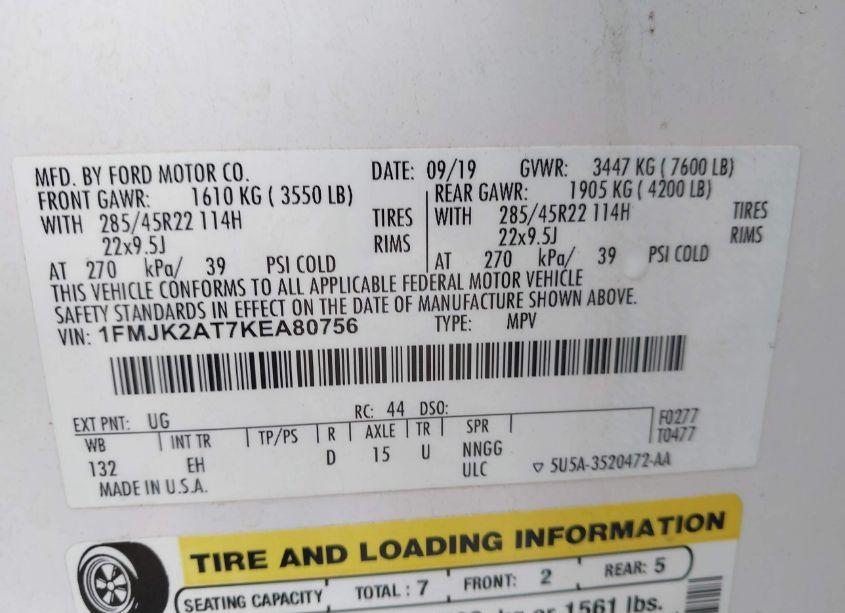 MFD. BY FORD MOTOR CO. DATE: 09/19 GVWR: 3447 KG ( 7600 LB)
FRONT GAWR: 1610 KG ( 3550 LB) REAR GAWR: 1905 KG ( 4200 LB)
WITH 285/45R22 114H TIRES WITH 285/45R22 114H TIRES
22x9.5J RIMS 22x9.5J RIMS
AT 270 kPa/ 39 PSI COLD AT 270 kPa/ 39 PSI COLD
THIS VEHICLE CONFORMS TO ALL APPLICABLE FEDERAL MOTOR VEHICLE
SAFETY STANDARDS IN EFFECT ON THE DATE OF MANUFACTURE SHOWN ABOVE.
VIN: 1FMJK2AT7KEA80756 TYPE: MPV
EXT PNT: UG RC: 44 DSO: F0277
WB INT TR TP/PS R AXLE TR SPR T0477
132 EH D 15 U NNGG
ULC 5U5A-3520472-AA
MADE IN U.S.A.
TIRE AND LOADING INFORMATION
SEATING CAPACITY TOTAL : 7 FRONT: 2 REAR: 5
kg or 1561 lbs.